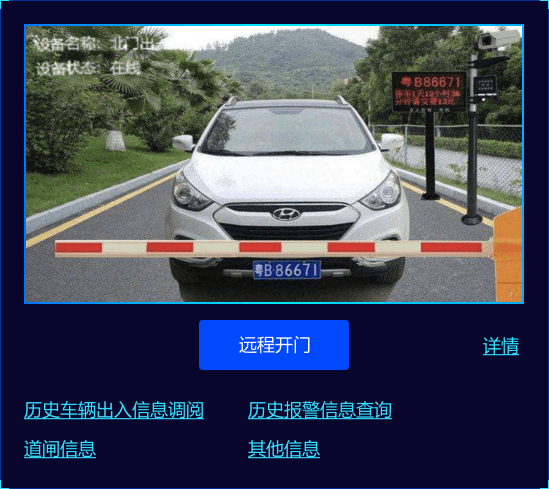 设备名称：北门出
设备状态：在线
粤B86671
停车1天12小时36
分钟请交费13元
粤B·86671
远程开门
详情
历史车辆出入信息调阅
历史报警信息查询
道闸信息
其他信息